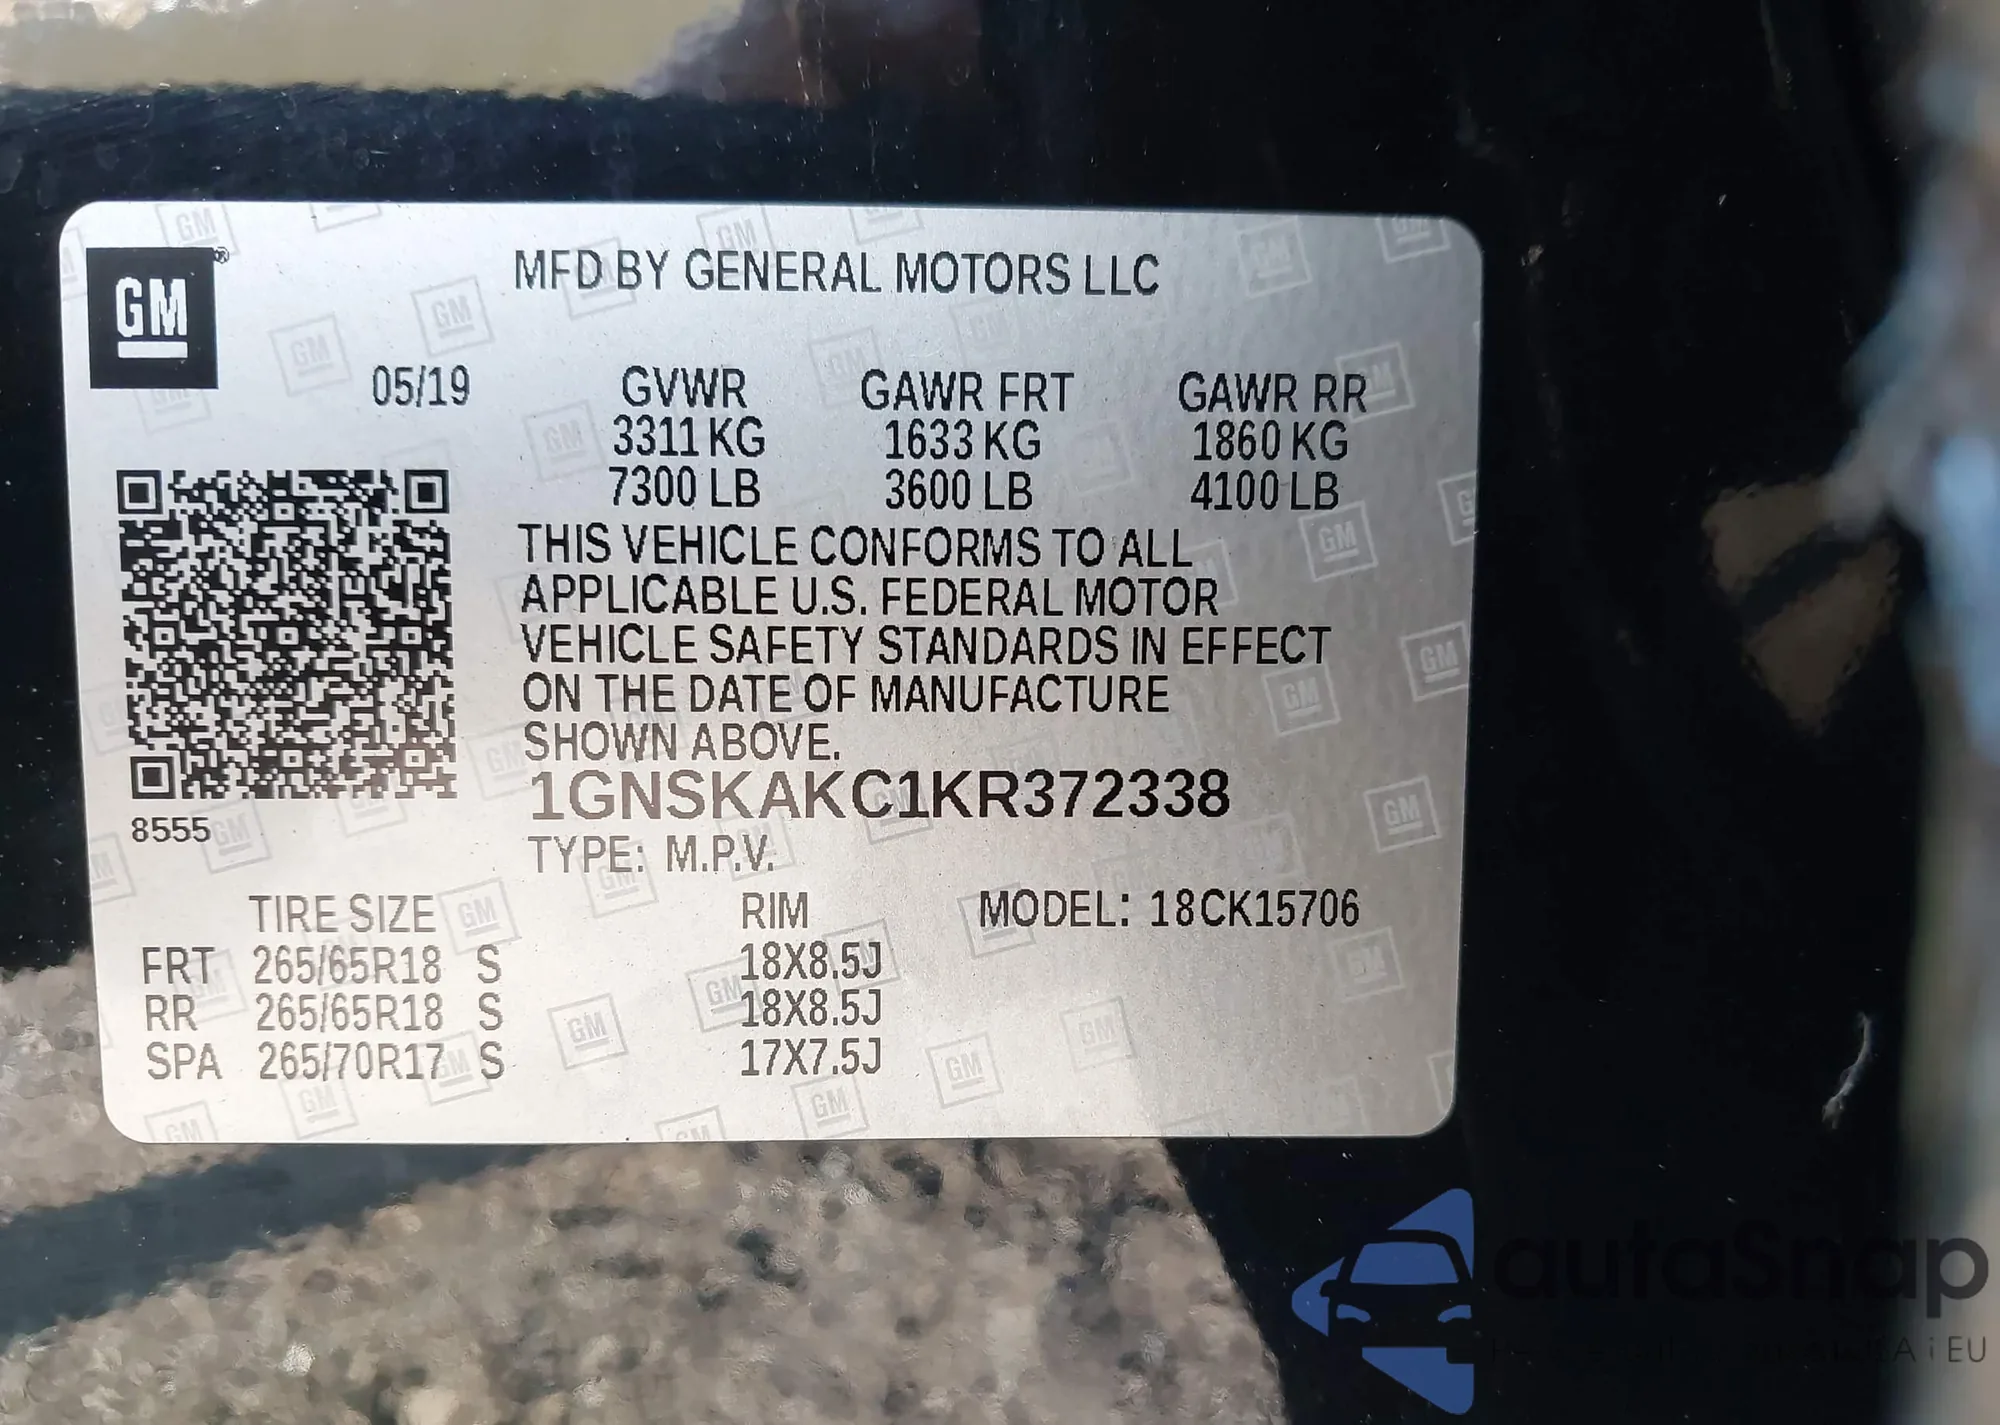 GM
MFD BY GENERAL MOTORS LLC
05/19 GVWR GAWR FRT GAWR RR
3311 KG 1633 KG 1860 KG
7300 LB 3600 LB 4100 LB
THIS VEHICLE CONFORMS TO ALL
APPLICABLE U.S. FEDERAL MOTOR
VEHICLE SAFETY STANDARDS IN EFFECT
ON THE DATE OF MANUFACTURE
SHOWN ABOVE.
1GNSKAKC1KR372338
8555
TYPE: M.P.V.
TIRE SIZE RIM MODEL: 18CK15706
FRT 265/65R18 S 18X8.5J
RR 265/65R18 S 18X8.5J
SPA 265/70R17 S 17X7.5J
autaSnap
i EU